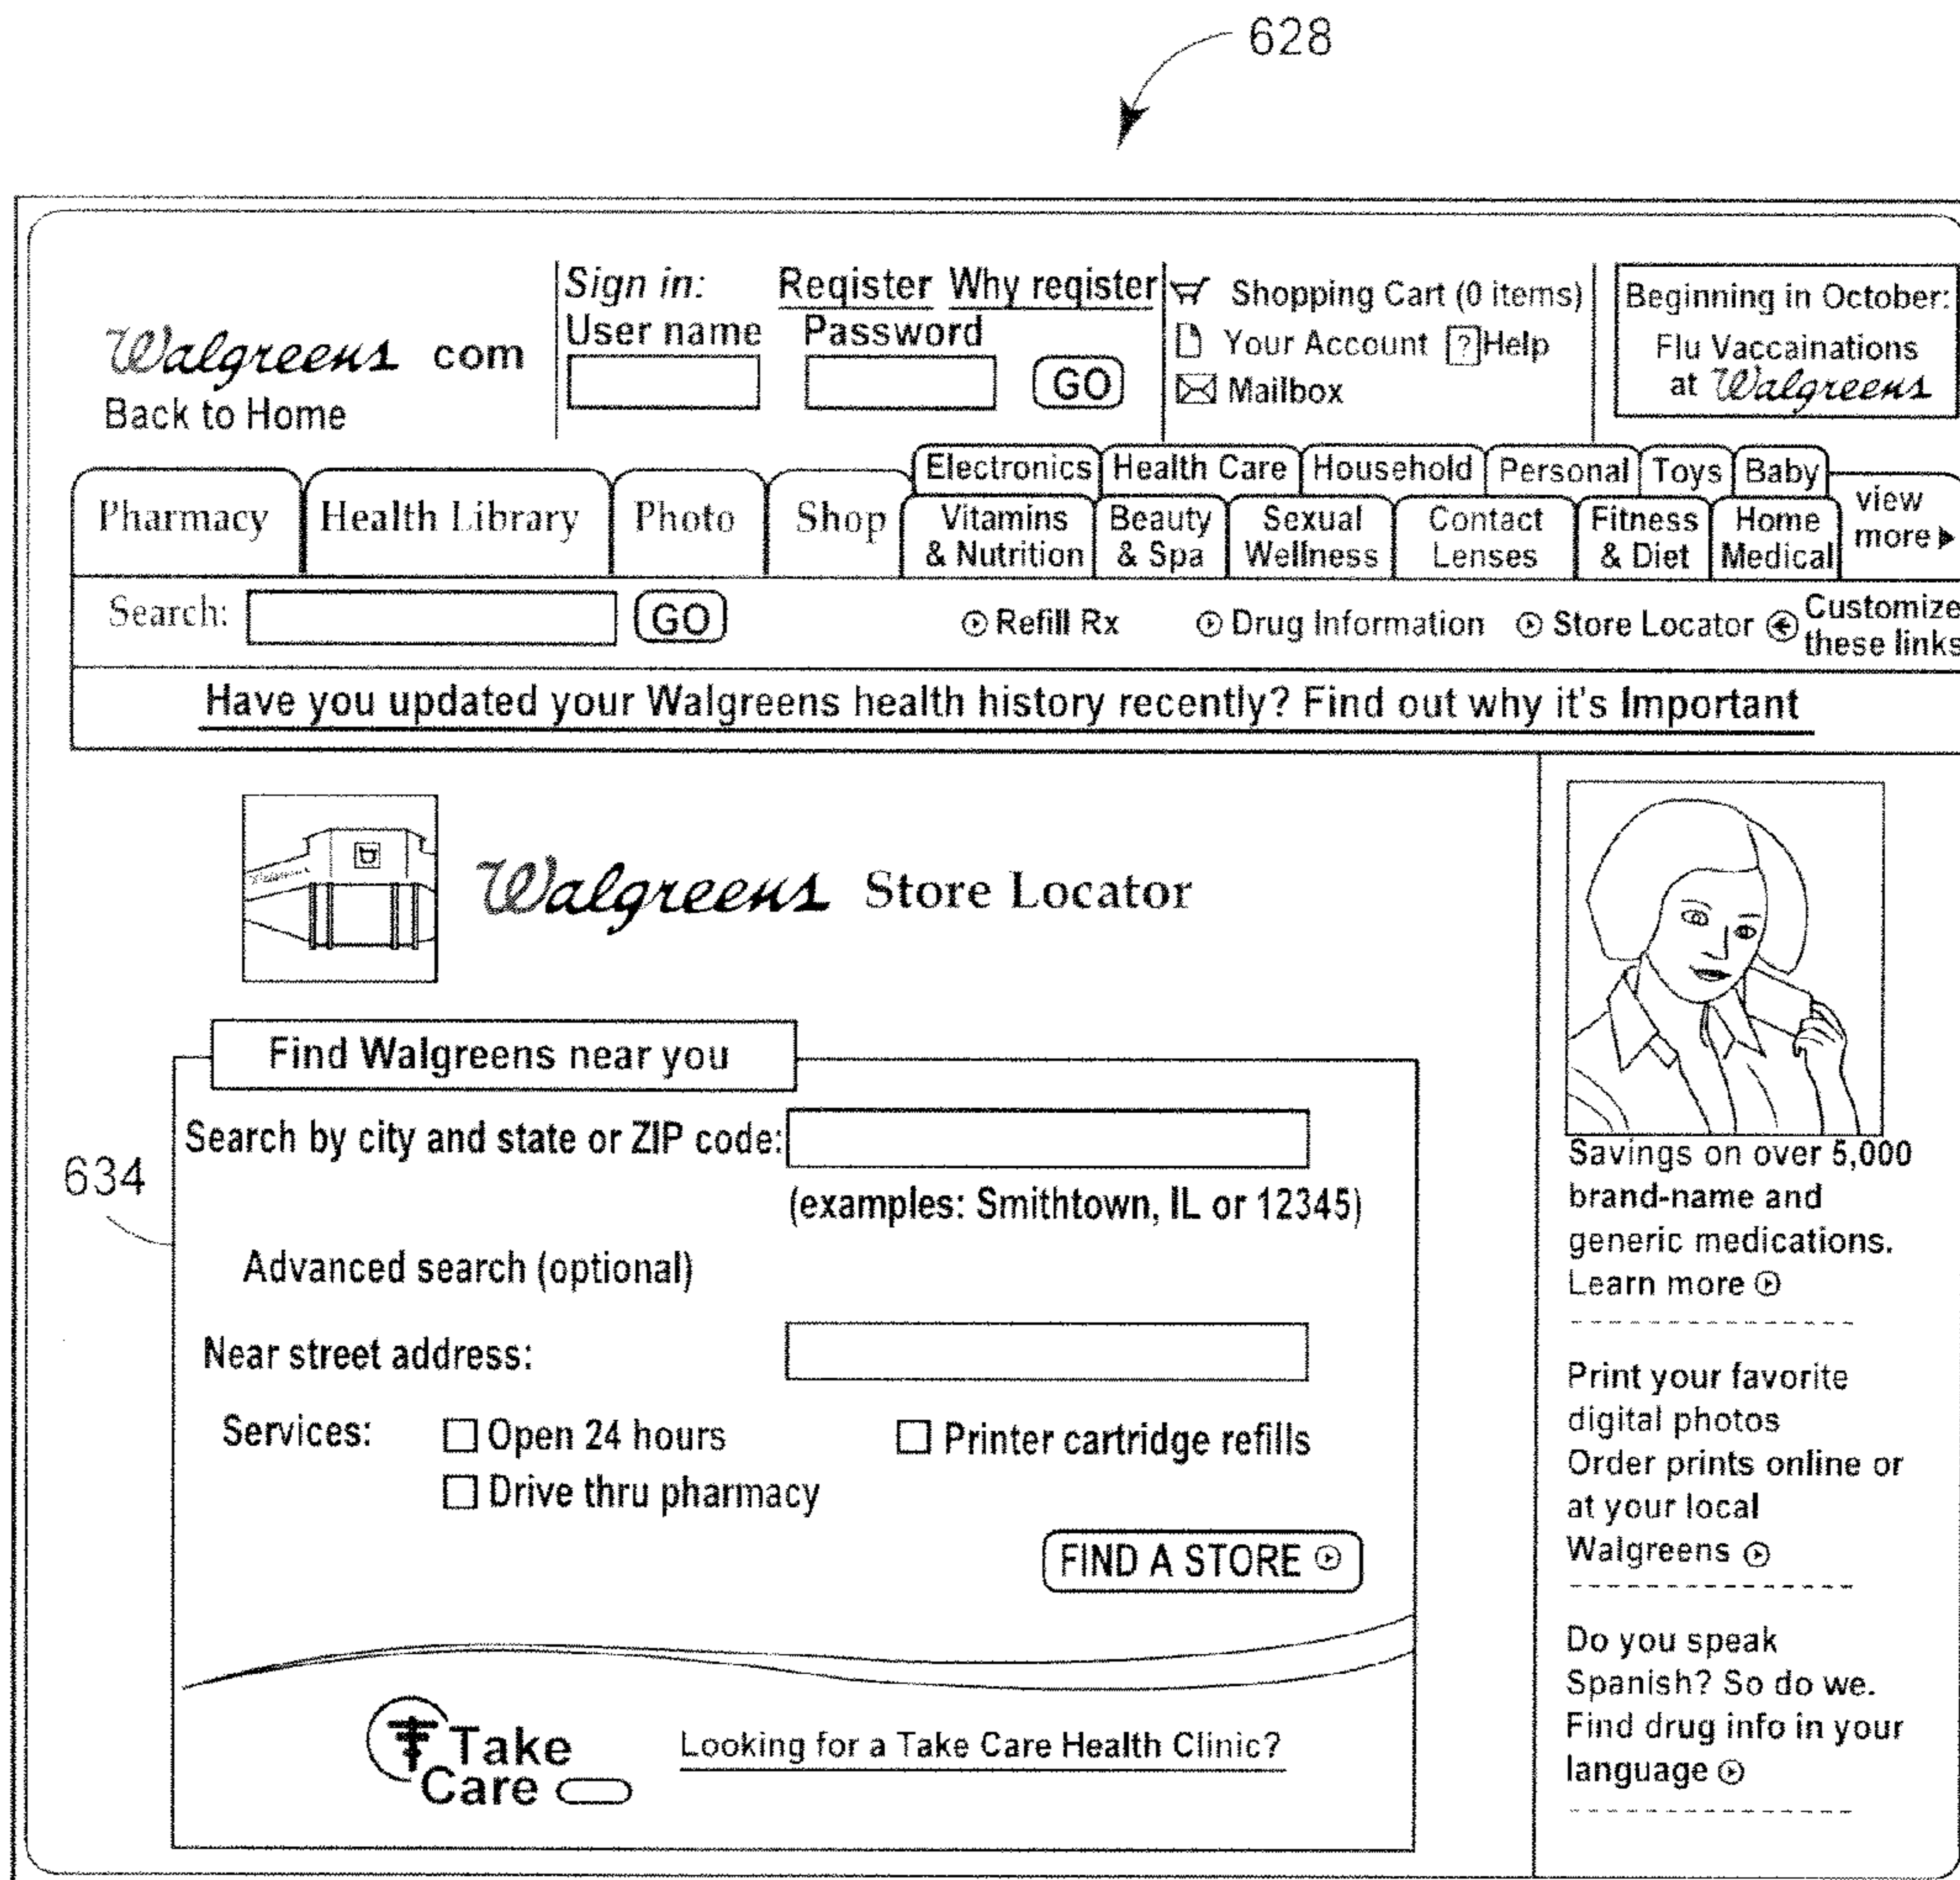 628
Walgreens com
Back to Home
Sign in: Register Why register
User name Password
GO
Shopping Cart (0 items)
Your Account ? Help
Mailbox
Beginning in October:
Flu Vaccainations
at Walgreens
Pharmacy Health Library Photo Shop
Electronics Health Care Household Personal Toys Baby
Vitamins & Nutrition Beauty & Spa Sexual Wellness Contact Lenses Fitness & Diet Home Medical
view
more
Search: GO Refill Rx Drug Information Store Locator Customize
these links
Have you updated your Walgreens health history recently? Find out why it's Important
Walgreens Store Locator
Find Walgreens near you
634
Search by city and state or ZIP code:
(examples: Smithtown, IL or 12345)
Advanced search (optional)
Near street address:
Services: Open 24 hours Printer cartridge refills
Drive thru pharmacy
FIND A STORE
Take
Care
Looking for a Take Care Health Clinic?
Savings on over 5,000
brand-name and
generic medications.
Learn more
Print your favorite
digital photos
Order prints online or
at your local
Walgreens
Do you speak
Spanish? So do we.
Find drug info in your
language